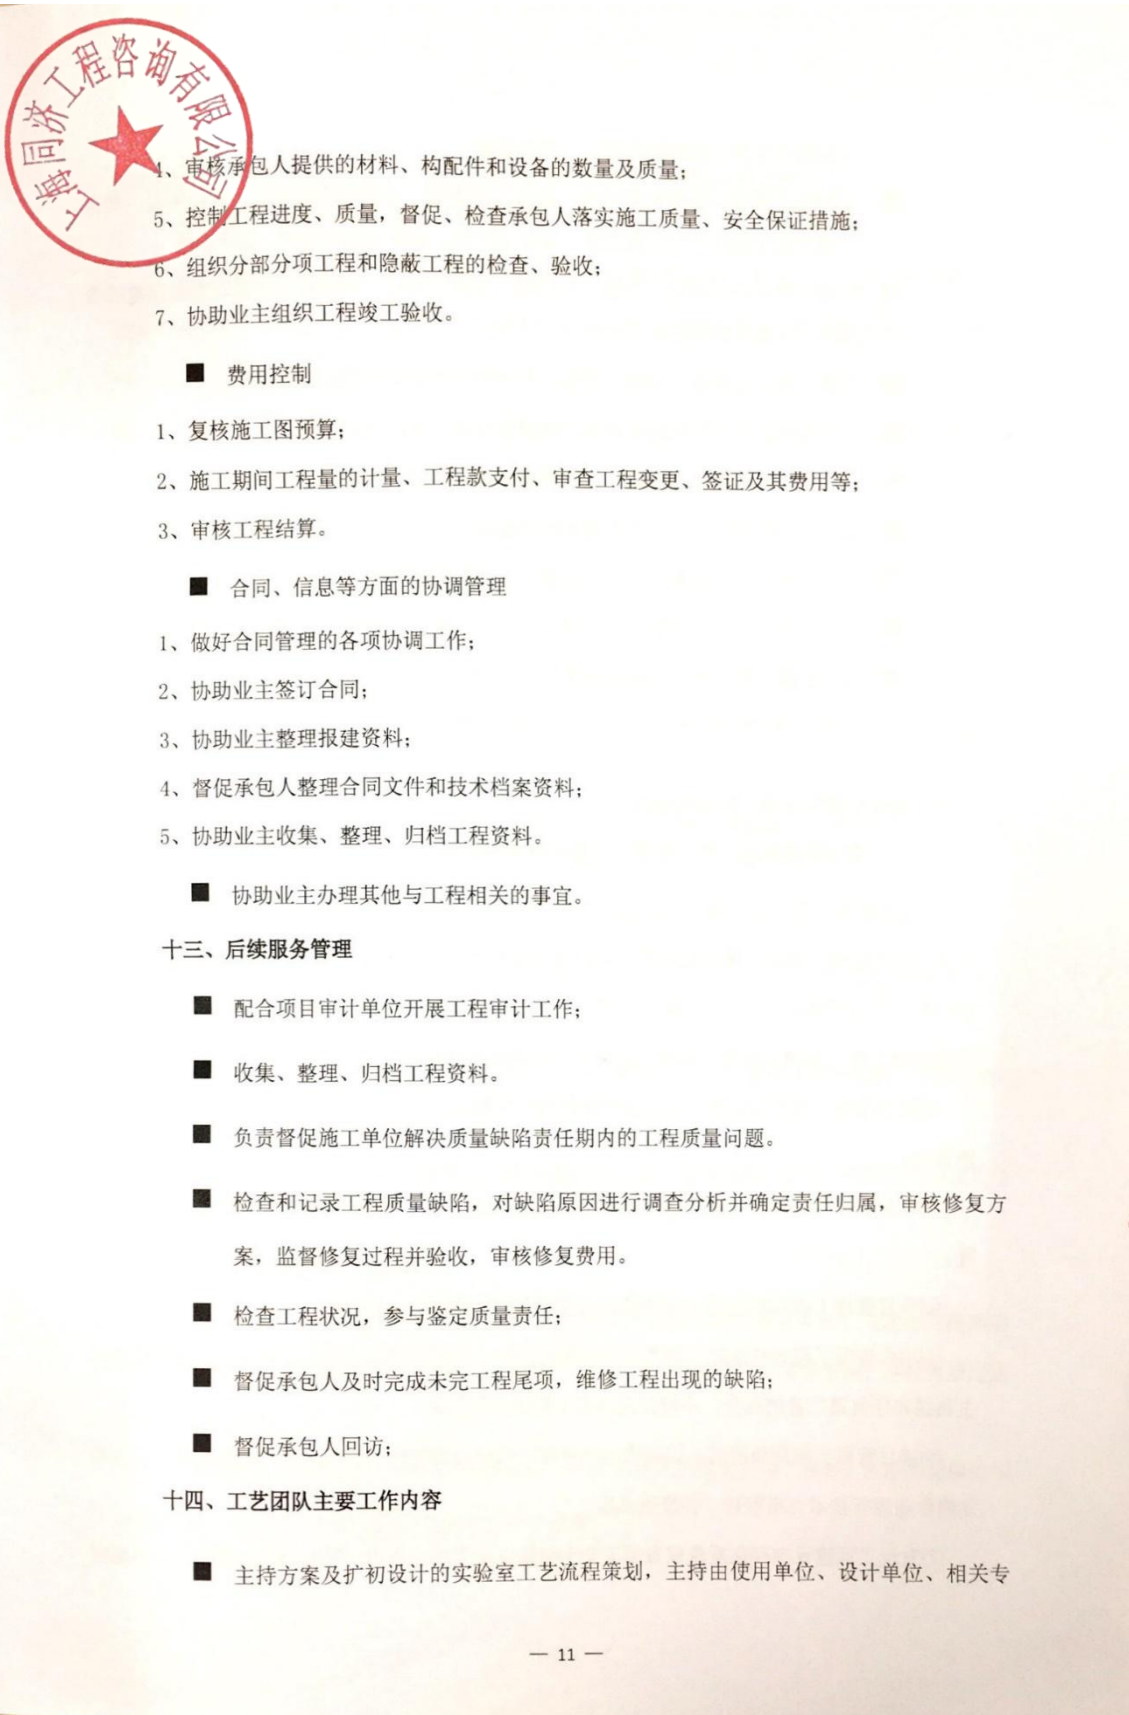 上海同济工程咨询有限公司
4、审核承包人提供的材料、构配件和设备的数量及质量；
5、控制工程进度、质量，督促、检查承包人落实施工质量、安全保证措施；
6、组织分部分项工程和隐蔽工程的检查、验收；
7、协助业主组织工程竣工验收。
■ 费用控制
1、复核施工图预算；
2、施工期间工程量的计量、工程款支付、审查工程变更、签证及其费用等；
3、审核工程结算。
■ 合同、信息等方面的协调管理
1、做好合同管理的各项协调工作；
2、协助业主签订合同；
3、协助业主整理报建资料；
4、督促承包人整理合同文件和技术档案资料；
5、协助业主收集、整理、归档工程资料。
■ 协助业主办理其他与工程相关的事宜。
十三、后续服务管理
■ 配合项目审计单位开展工程审计工作；
■ 收集、整理、归档工程资料。
■ 负责督促施工单位解决质量缺陷责任期内的工程质量问题。
■ 检查和记录工程质量缺陷，对缺陷原因进行调查分析并确定责任归属，审核修复方
案，监督修复过程并验收，审核修复费用。
■ 检查工程状况，参与鉴定质量责任；
■ 督促承包人及时完成未完工程尾项，维修工程出现的缺陷；
■ 督促承包人回访；
十四、工艺团队主要工作内容
■ 主持方案及扩初设计的实验室工艺流程策划，主持由使用单位、设计单位、相关专
— 11 —